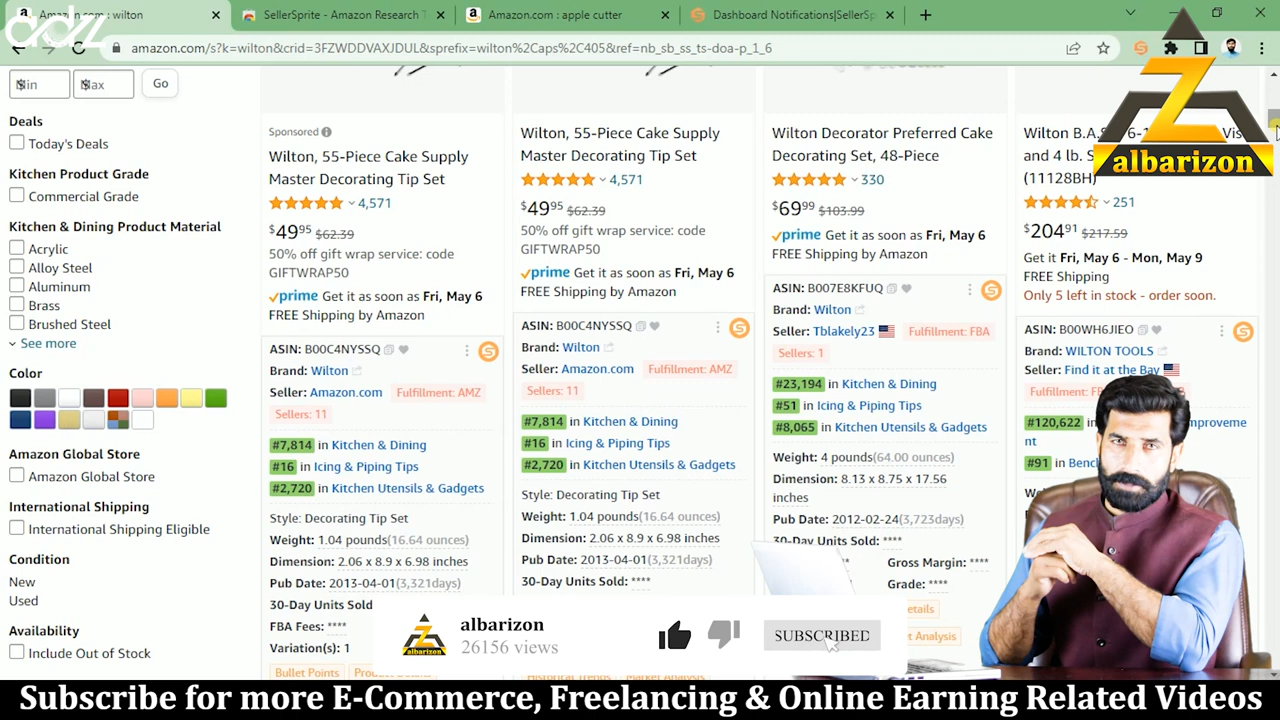 Amazon.com : wilton
SellerSprite - Amazon Research T
Amazon.com : apple cutter
Dashboard Notifications|SellerSp
amazon.com/s?k=wilton&crid=3FZWDDVAXJDUL&sprefix=wilton%2Caps%2C405&ref=nb_sb_ss_ts-doa-p_1_6
$ Min
$ Max
Go
Deals
Today's Deals
Kitchen Product Grade
Commercial Grade
Kitchen & Dining Product Material
Acrylic
Alloy Steel
Aluminum
Brass
Brushed Steel
See more
Color
Amazon Global Store
Amazon Global Store
International Shipping
International Shipping Eligible
Condition
New
Used
Availability
Include Out of Stock
Sponsored
Wilton, 55-Piece Cake Supply
Master Decorating Tip Set
4,571
$4995 $62.39
50% off gift wrap service: code
GIFTWRAP50
prime Get it as soon as Fri, May 6
FREE Shipping by Amazon
ASIN: B00C4NYSSQ
Brand: Wilton
Seller: Amazon.com Fulfillment: AMZ
Sellers: 11
#7,814 in Kitchen & Dining
#16 in Icing & Piping Tips
#2,720 in Kitchen Utensils & Gadgets
Style: Decorating Tip Set
Weight: 1.04 pounds(16.64 ounces)
Dimension: 2.06 x 8.9 x 6.98 inches
Pub Date: 2013-04-01(3,321days)
30-Day Units Sold
FBA Fees: ****
Variation(s): 1
Bullet Points
Wilton, 55-Piece Cake Supply
Master Decorating Tip Set
4,571
$4995 $62.39
50% off gift wrap service: code
GIFTWRAP50
prime Get it as soon as Fri, May 6
FREE Shipping by Amazon
ASIN: B00C4NYSSQ
Brand: Wilton
Seller: Amazon.com Fulfillment: AMZ
Sellers: 11
#7,814 in Kitchen & Dining
#16 in Icing & Piping Tips
#2,720 in Kitchen Utensils & Gadgets
Style: Decorating Tip Set
Weight: 1.04 pounds(16.64 ounces)
Dimension: 2.06 x 8.9 x 6.98 inches
Pub Date: 2013-04-01(3,321days)
30-Day Units Sold: ****
Wilton Decorator Preferred Cake
Decorating Set, 48-Piece
330
$6999 $103.99
prime Get it as soon as Fri, May 6
FREE Shipping by Amazon
ASIN: B007E8KFUQ
Brand: Wilton
Seller: Tblakely23 Fulfillment: FBA
Sellers: 1
#23,194 in Kitchen & Dining
#51 in Icing & Piping Tips
#8,065 in Kitchen Utensils & Gadgets
Weight: 4 pounds(64.00 ounces)
Dimension: 8.13 x 8.75 x 17.56
inches
Pub Date: 2012-02-24(3,723days)
30-Day Units Sold: ****
Gross Margin: ****
Grade: ****
Wilton
and 4 lb.
(11128BH)
251
$20491 $217.59
Get it Fri, May 6 - Mon, May 9
FREE Shipping
Only 5 left in stock - order soon.
ASIN: B00WH6JIEO
Brand: WILTON TOOLS
Seller: Find it at the Bay
#120,622
#91 in
albarizon
albarizon
26156 views
SUBSCRIBED
Subscribe for more E-Commerce, Freelancing & Online Earning Related Videos